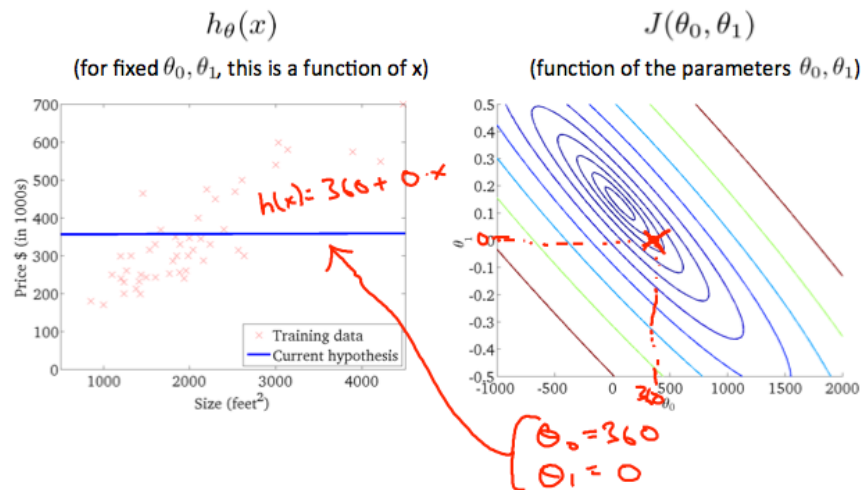 hθ(x)
(for fixed θ₀, θ₁, this is a function of x)
700
600
500
400
300
200
100
0
Price $ (in 1000s)
h(x) = 360 + 0·x
Training data
Current hypothesis
1000
2000
3000
4000
Size (feet²)
J(θ₀, θ₁)
(function of the parameters θ₀, θ₁)
0.5
0.4
0.3
0.2
0.1
0
-0.1
-0.2
-0.3
-0.4
-0.5
θ₁
0
-1000
-500
0
500
1000
1500
2000
360
θ₀
θ₀ = 360
θ₁ = 0